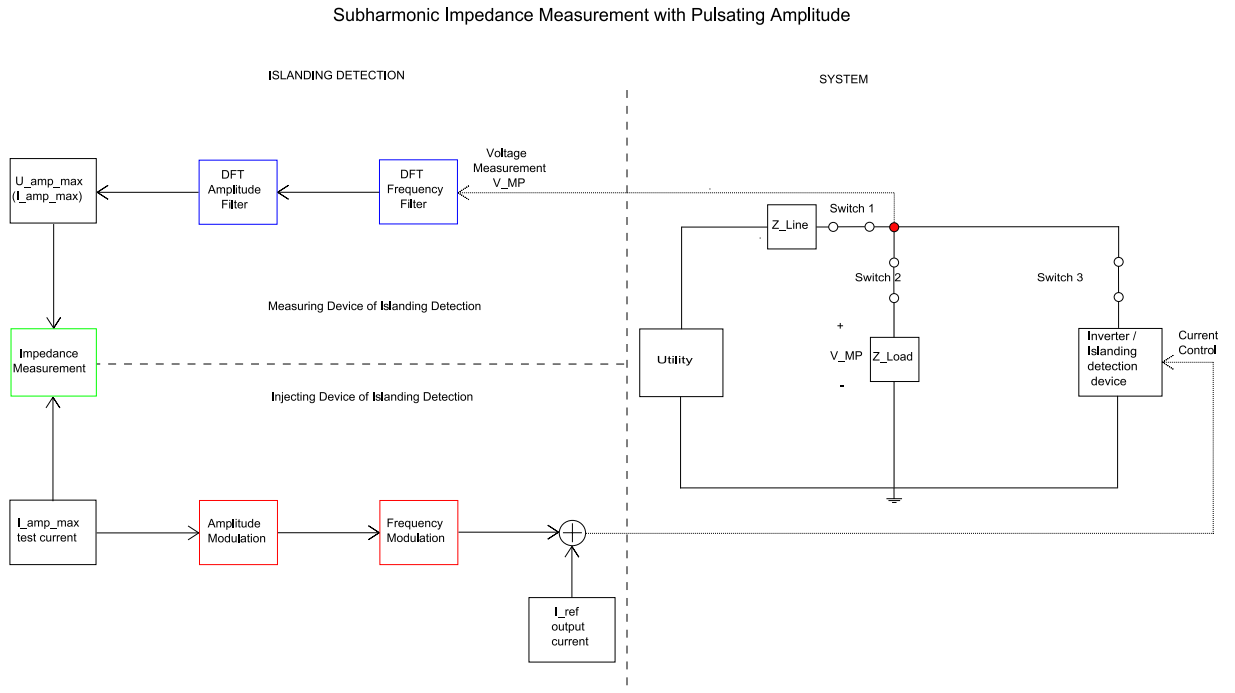 Subharmonic Impedance Measurement with Pulsating Amplitude
ISLANDING DETECTION
SYSTEM
U_amp_max
(I_amp_max)
DFT
Amplitude
Filter
DFT
Frequency
Filter
Voltage
Measurement
V_MP
Z_Line
Switch 1
Switch 2
Switch 3
Measuring Device of Islanding Detection
Impedance
Measurement
Injecting Device of Islanding Detection
Utility
+
V_MP
-
Z_Load
Inverter /
Islanding
detection
device
Current
Control
I_amp_max
test current
Amplitude
Modulation
Frequency
Modulation
I_ref
output
current